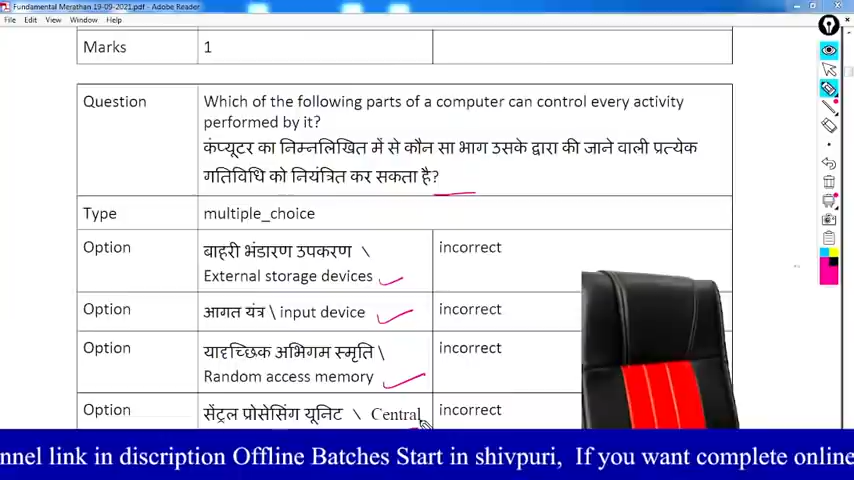 Fundamental Merathan 19-09-2021.pdf - Adobe Reader
File Edit View Window Help
Marks 1
Question Which of the following parts of a computer can control every activity
performed by it?
कंप्यूटर का निम्नलिखित में से कौन सा भाग उसके द्वारा की जाने वाली प्रत्येक
गतिविधि को नियंत्रित कर सकता है?
Type multiple_choice
Option बाहरी भंडारण उपकरण \ incorrect
External storage devices
Option आगत यंत्र \ input device incorrect
Option यादृच्छिक अभिगम स्मृति \ incorrect
Random access memory
Option सेंट्रल प्रोसेसिंग यूनिट \ Central incorrect
nnel link in discription Offline Batches Start in shivpuri, If you want complete online